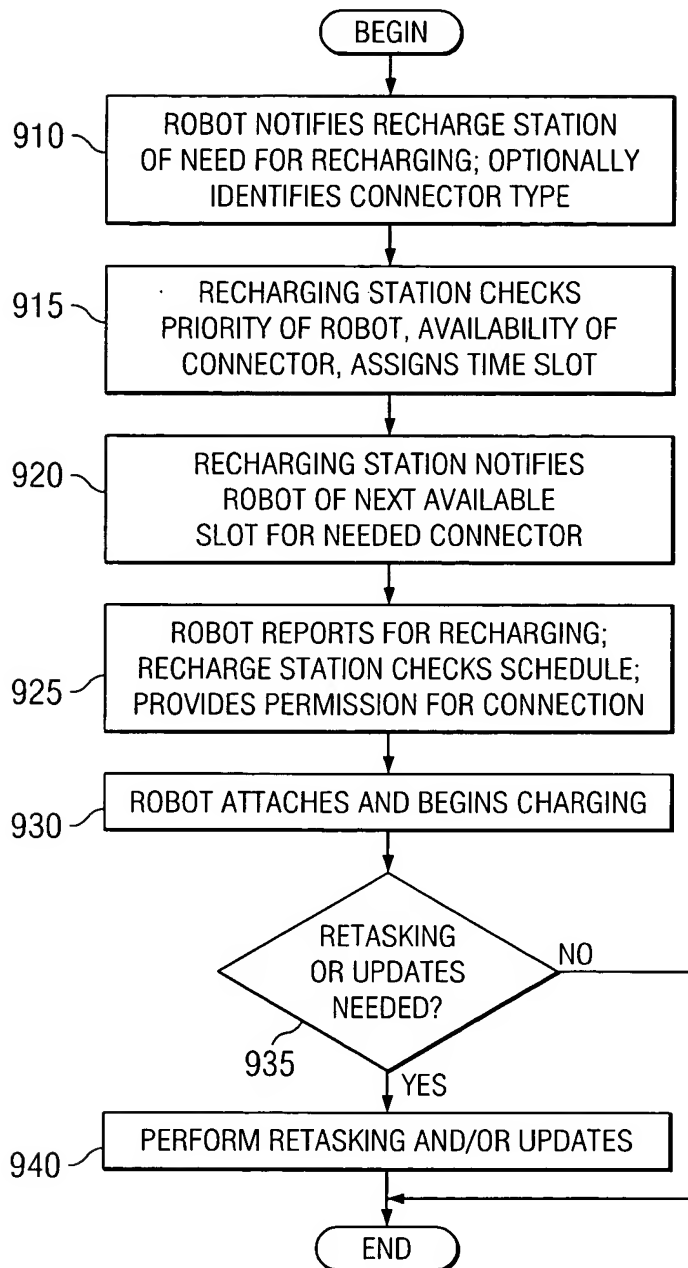 BEGIN
910
ROBOT NOTIFIES RECHARGE STATION
OF NEED FOR RECHARGING; OPTIONALLY
IDENTIFIES CONNECTOR TYPE
915
RECHARGING STATION CHECKS
PRIORITY OF ROBOT, AVAILABILITY OF
CONNECTOR, ASSIGNS TIME SLOT
920
RECHARGING STATION NOTIFIES
ROBOT OF NEXT AVAILABLE
SLOT FOR NEEDED CONNECTOR
925
ROBOT REPORTS FOR RECHARGING;
RECHARGE STATION CHECKS SCHEDULE;
PROVIDES PERMISSION FOR CONNECTION
930
ROBOT ATTACHES AND BEGINS CHARGING
RETASKING
OR UPDATES
NEEDED?
NO
935
YES
940
PERFORM RETASKING AND/OR UPDATES
END